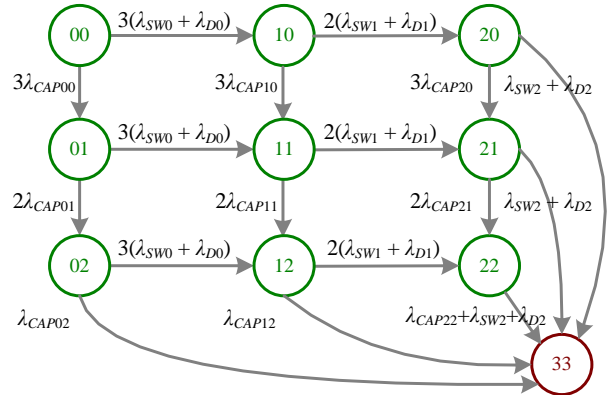 00 3(λSW0 + λD0) 10 2(λSW1 + λD1) 20
3λCAP00 3λCAP10 3λCAP20 λSW2 + λD2
01 3(λSW0 + λD0) 11 2(λSW1 + λD1) 21
2λCAP01 2λCAP11 2λCAP21 λSW2 + λD2
02 3(λSW0 + λD0) 12 2(λSW1 + λD1) 22
λCAP02 λCAP12 λCAP22+λSW2+λD2
33